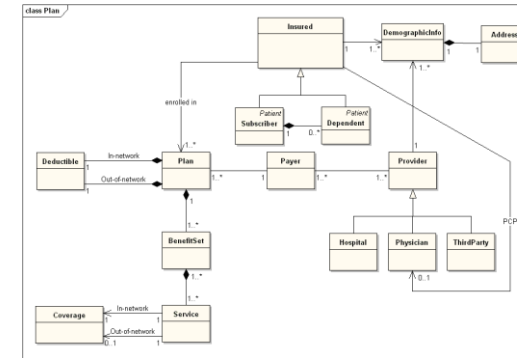 class Plan
Insured
DemographicInfo
Address
1
1..*
1
1
1..*
enrolled in
Patient
Subscriber
Patient
Dependent
1
0..*
1..*
1
Deductible
In-network
1
Out-of-network
1
Plan
1..*
1
Payer
1..*
1..*
Provider
1
PCP
1..*
BenefitSet
Hospital
Physician
ThirdParty
0..1
1..*
1..*
Coverage
In-network
1
1
Out-of-network
0..1
1
Service